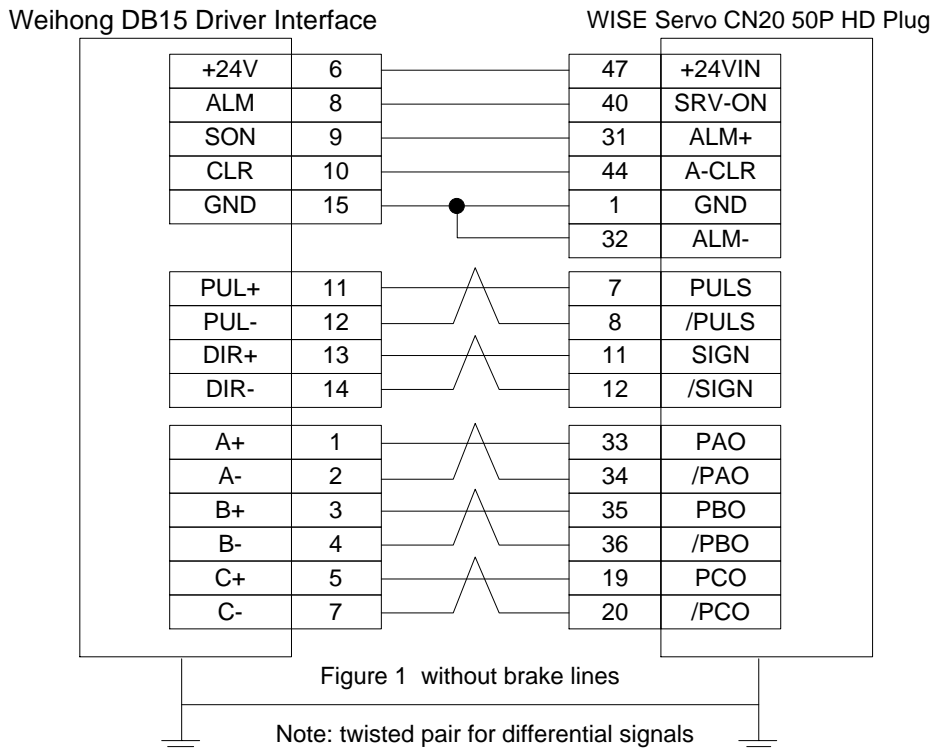 Weihong DB15 Driver Interface WISE Servo CN20 50P HD Plug
+24V 6 47 +24VIN
ALM 8 40 SRV-ON
SON 9 31 ALM+
CLR 10 44 A-CLR
GND 15 1 GND
32 ALM-
PUL+ 11 7 PULS
PUL- 12 8 /PULS
DIR+ 13 11 SIGN
DIR- 14 12 /SIGN
A+ 1 33 PAO
A- 2 34 /PAO
B+ 3 35 PBO
B- 4 36 /PBO
C+ 5 19 PCO
C- 7 20 /PCO
Figure 1 without brake lines
Note: twisted pair for differential signals